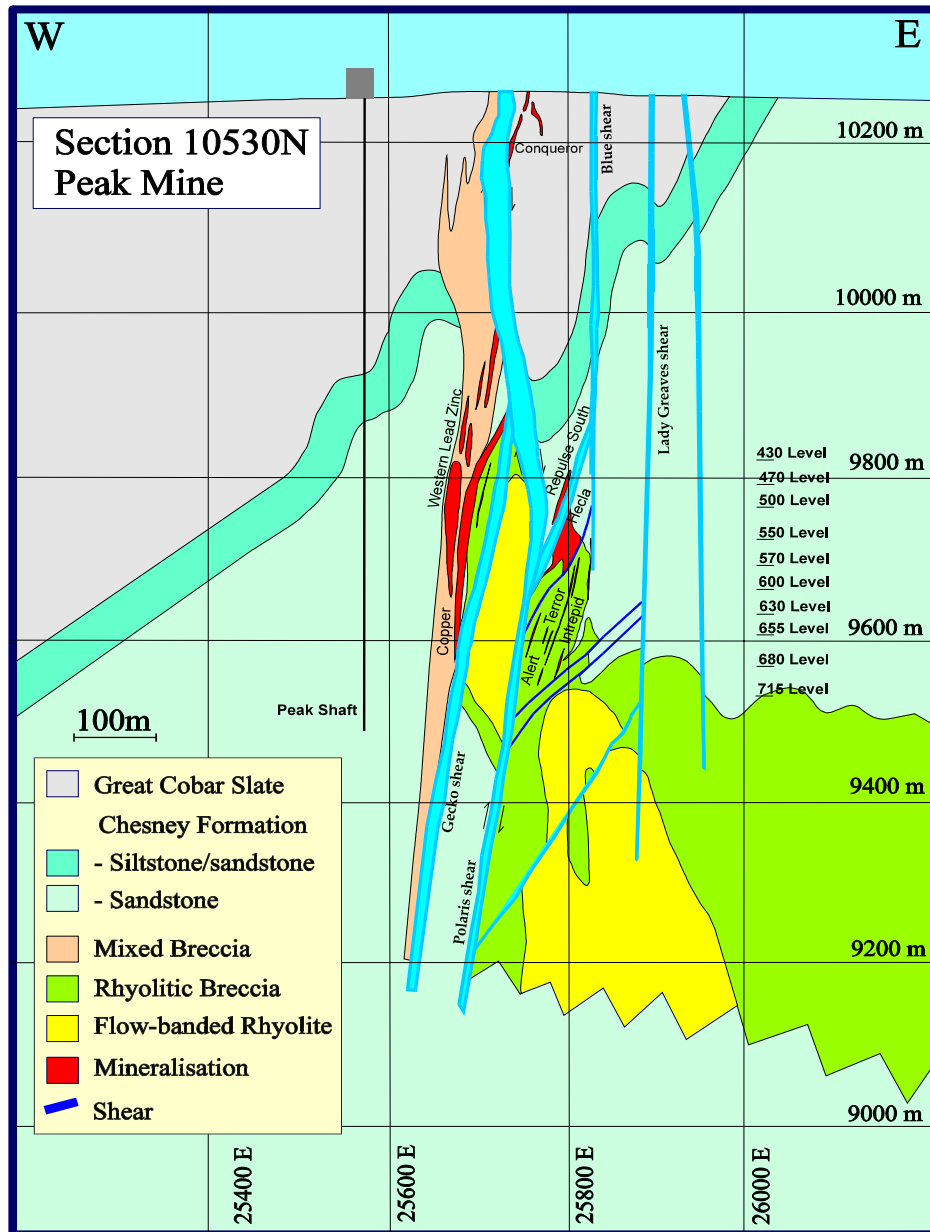 W
E
Section 10530N
Peak Mine
10200 m
Conqueror
Blue shear
10000 m
Lady Greaves shear
Western Lead Zinc
Repulse South
430 Level
9800 m
470 Level
Hecla
500 Level
550 Level
570 Level
600 Level
Terror
Intrepid
630 Level
Copper
655 Level
9600 m
Alert
680 Level
715 Level
Peak Shaft
100m
Gecko shear
9400 m
Polaris shear
Great Cobar Slate
Chesney Formation
- Siltstone/sandstone
- Sandstone
Mixed Breccia
9200 m
Rhyolitic Breccia
Flow-banded Rhyolite
Mineralisation
Shear
9000 m
25400 E
25600 E
25800 E
26000 E